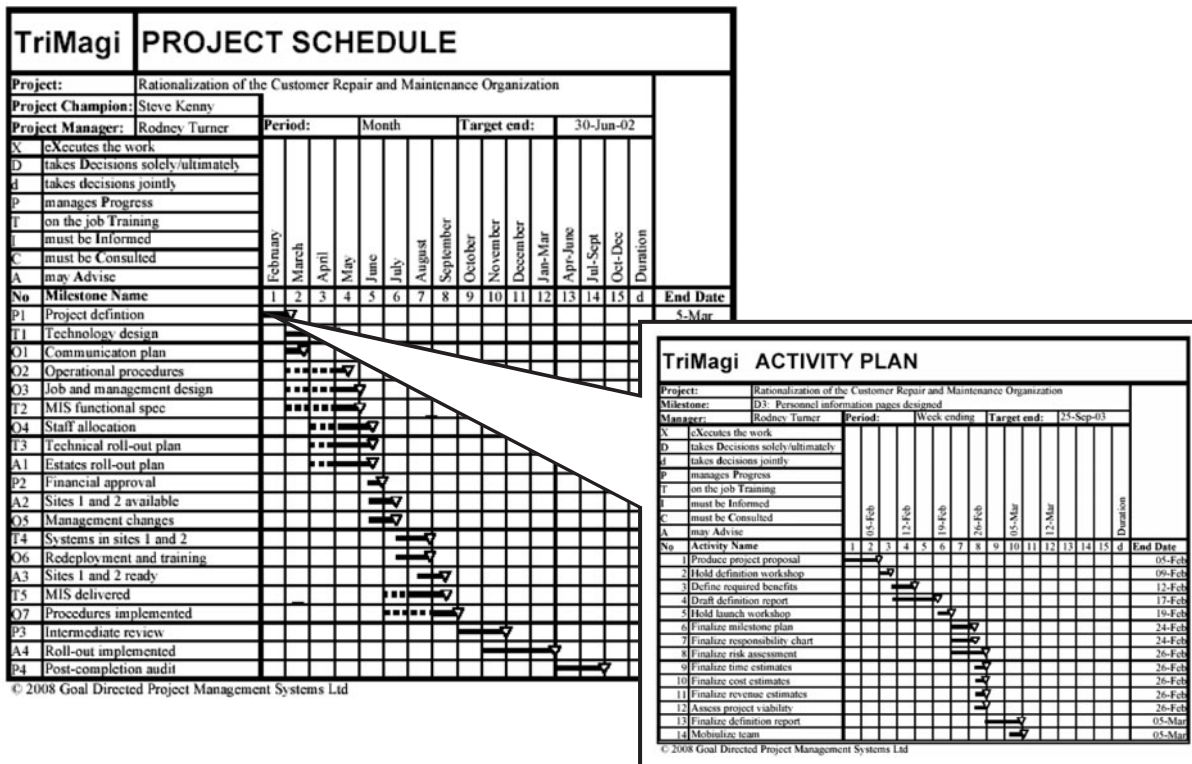 TriMagi PROJECT SCHEDULE
Project: Rationalization of the Customer Repair and Maintenance Organization
Project Champion: Steve Kenny
Project Manager: Rodney Turner Period: Month Target end: 30-Jun-02
X eXecutes the work
D takes Decisions solely/ultimately
d takes decisions jointly
P manages Progress
T on the job Training
I must be Informed
C must be Consulted
A may Advise
February March April May June July August September October November December Jan-Mar Apr-June Jul-Sept Oct-Dec Duration
No Milestone Name 1 2 3 4 5 6 7 8 9 10 11 12 13 14 15 d End Date
P1 Project defintion 5-Mar
T1 Technology design
O1 Communicaton plan
O2 Operational procedures
O3 Job and management design
T2 MIS functional spec
O4 Staff allocation
T3 Technical roll-out plan
A1 Estates roll-out plan
P2 Financial approval
A2 Sites 1 and 2 available
O5 Management changes
T4 Systems in sites 1 and 2
O6 Redeployment and training
A3 Sites 1 and 2 ready
T5 MIS delivered
O7 Procedures implemented
P3 Intermediate review
A4 Roll-out implemented
P4 Post-completion audit
© 2008 Goal Directed Project Management Systems Ltd
TriMagi ACTIVITY PLAN
Project: Rationalization of the Customer Repair and Maintenance Organization
Milestone: D3: Personnel information pages designed
Manager: Rodney Turner Period: Week ending Target end: 25-Sep-03
X eXecutes the work
D takes Decisions solely/ultimately
d takes decisions jointly
P manages Progress
T on the job Training
I must be Informed
C must be Consulted
A may Advise
05-Feb 12-Feb 19-Feb 26-Feb 05-Mar 12-Mar Duration
No Activity Name 1 2 3 4 5 6 7 8 9 10 11 12 13 14 15 d End Date
1 Produce project proposal 05-Feb
2 Hold definition workshop 09-Feb
3 Define required benefits 12-Feb
4 Draft definition report 17-Feb
5 Hold launch workshop 19-Feb
6 Finalize milestone plan 24-Feb
7 Finalize responsibility chart 24-Feb
8 Finalize risk assessment 26-Feb
9 Finalize time estimates 26-Feb
10 Finalize cost estimates 26-Feb
11 Finalize revenue estimates 26-Feb
12 Assess project viability 26-Feb
13 Finalize definition report 05-Mar
14 Mobiulize team 05-Mar
© 2008 Goal Directed Project Management Systems Ltd